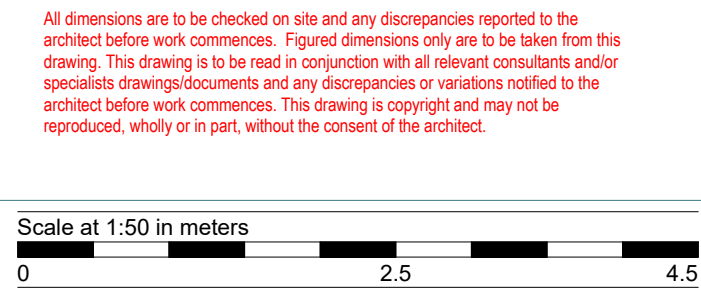 All dimensions are to be checked on site and any discrepancies reported to the
architect before work commences.  Figured dimensions only are to be taken from this
drawing. This drawing is to be read in conjunction with all relevant consultants and/or
specialists drawings/documents and any discrepancies or variations notified to the
architect before work commences. This drawing is copyright and may not be
reproduced, wholly or in part, without the consent of the architect.
Scale at 1:50 in meters
0 2.5 4.5